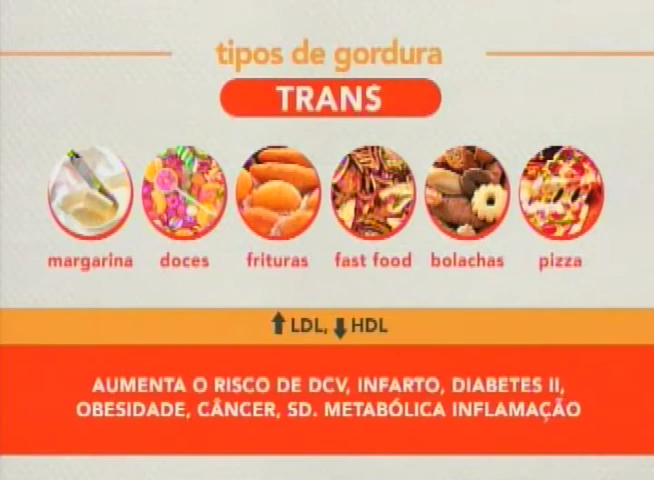 tipos de gordura
TRANS
margarina doces frituras fast food bolachas pizza
⬆ LDL, ⬇ HDL
AUMENTA O RISCO DE DCV, INFARTO, DIABETES II,
OBESIDADE, CÂNCER, SD. METABÓLICA INFLAMAÇÃO